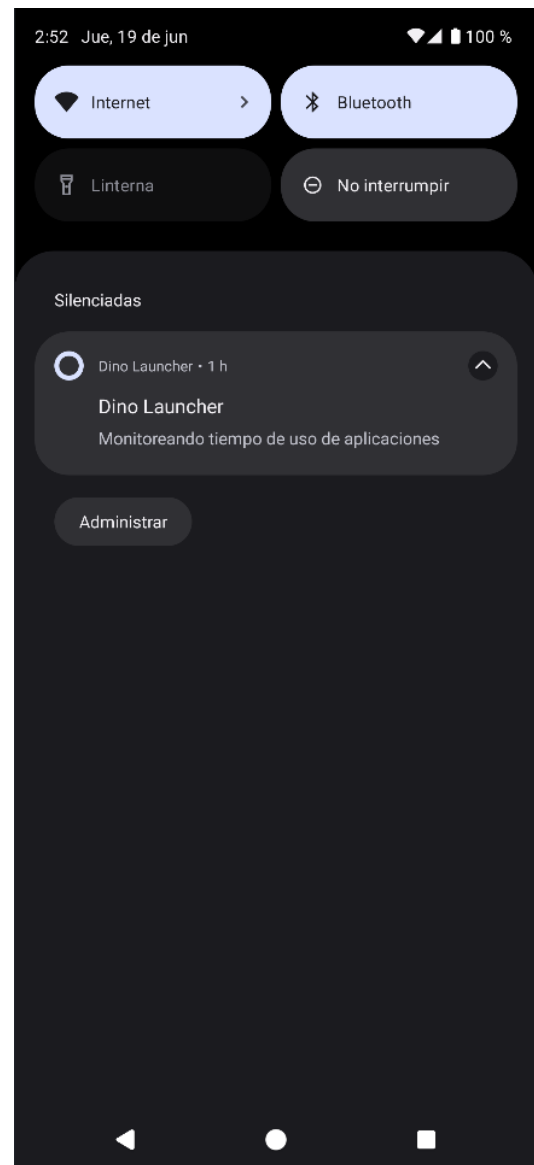 2:52 Jue, 19 de jun 100 %
Internet
Bluetooth
Linterna
No interrumpir
Silenciadas
Dino Launcher • 1 h
Dino Launcher
Monitoreando tiempo de uso de aplicaciones
Administrar